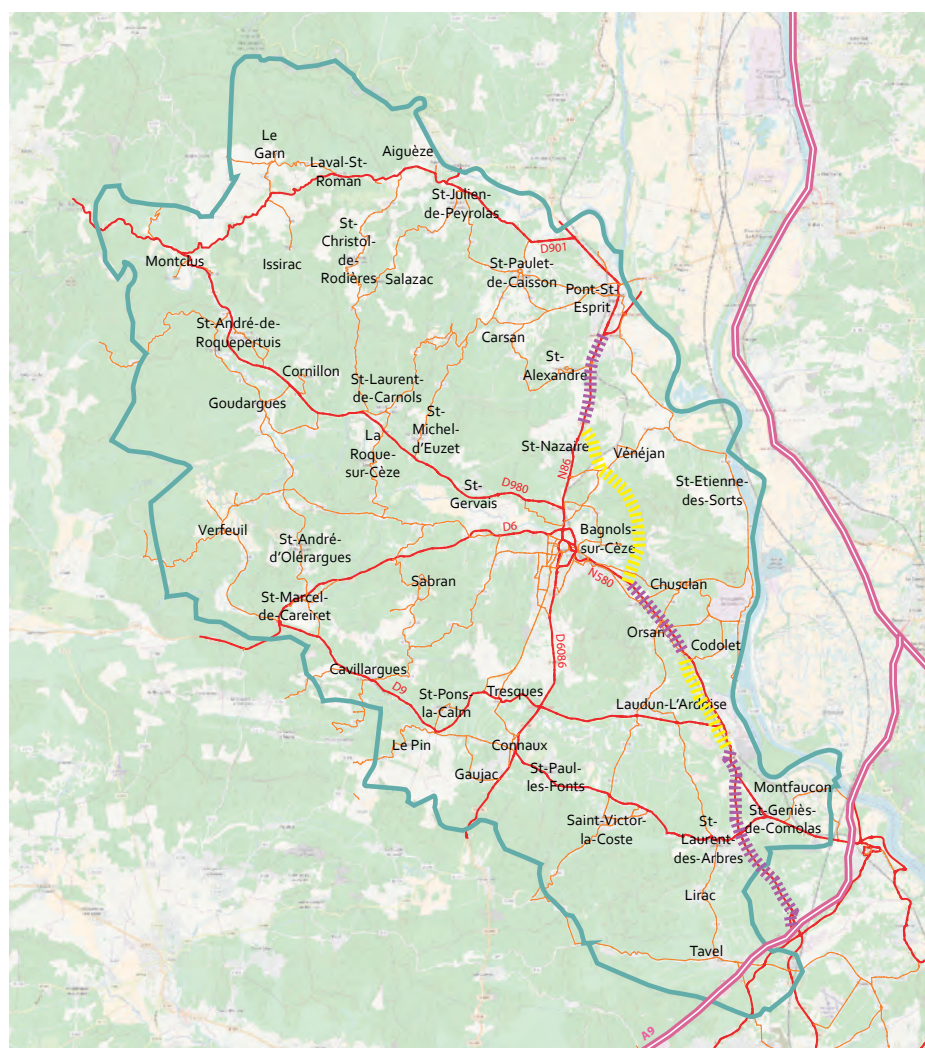 Le
Garn
Laval-St-
Roman
Aiguèze
St-Julien-
de-Peyrolas
St-
Christol-
de-
Rodières
D901
Montclus
Issirac
Salazac
St-Paulet-
de-Caisson
Pont-St-
Esprit
St-André-de-
Roquepertuis
Carsan
St-
Alexandre
Cornillon
St-Laurent-
de-Carnols
Goudargues
St-
Michel-
d'Euzet
La
Roque-
sur-Cèze
St-Nazaire
Vénéjan
N86
St-Etienne-
des-Sorts
St-
Gervais
D980
D6
Verfeuil
St-André-
d'Olérargues
Bagnols-
sur-Cèze
N580
Sabran
Chusclan
St-Marcel-
de-Careiret
Orsan
Codolet
D6086
Cavillargues
D9
St-Pons-
la-Calm
Tresques
Laudun-L'Ardoise
Le Pin
Connaux
Gaujac
St-Paul-
les-Fonts
Montfaucon
St-Geniès-
de-Comolas
Saint-Victor-
la-Coste
St-
Laurent-
des-Arbres
Lirac
Tavel
A9